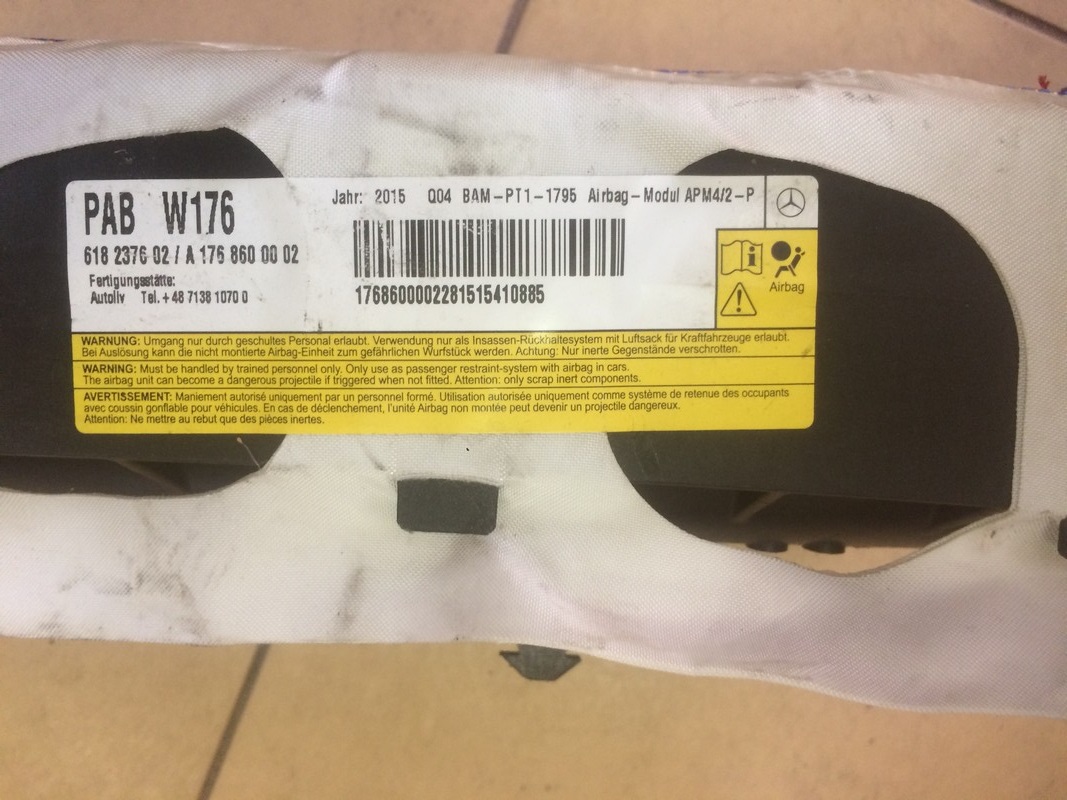 PAB W176
Jahr: 2015 Q04 BAM-PT1-1795 Airbag-Modul APM4/2-P
618 2376 02 / A 176 860 00 02
Fertigungsstätte:
Autoliv Tel. +48 7138 1070 0
1768600002281515410885
Airbag
WARNUNG: Umgang nur durch geschultes Personal erlaubt. Verwendung nur als Insassen-Rückhaltesystem mit Luftsack für Kraftfahrzeuge erlaubt.
Bei Auslösung kann die nicht montierte Airbag-Einheit zum gefährlichen Wurfstück werden. Achtung: Nur inerte Gegenstände verschrotten.
WARNING: Must be handled by trained personnel only. Only use as passenger restraint-system with airbag in cars.
The airbag unit can become a dangerous projectile if triggered when not fitted. Attention: only scrap inert components.
AVERTISSEMENT: Maniement autorisé uniquement par un personnel formé. Utilisation autorisée uniquement comme système de retenue des occupants
avec coussin gonflable pour véhicules. En cas de déclenchement, l'unité Airbag non montée peut devenir un projectile dangereux.
Attention: Ne mettre au rebut que des pièces inertes.